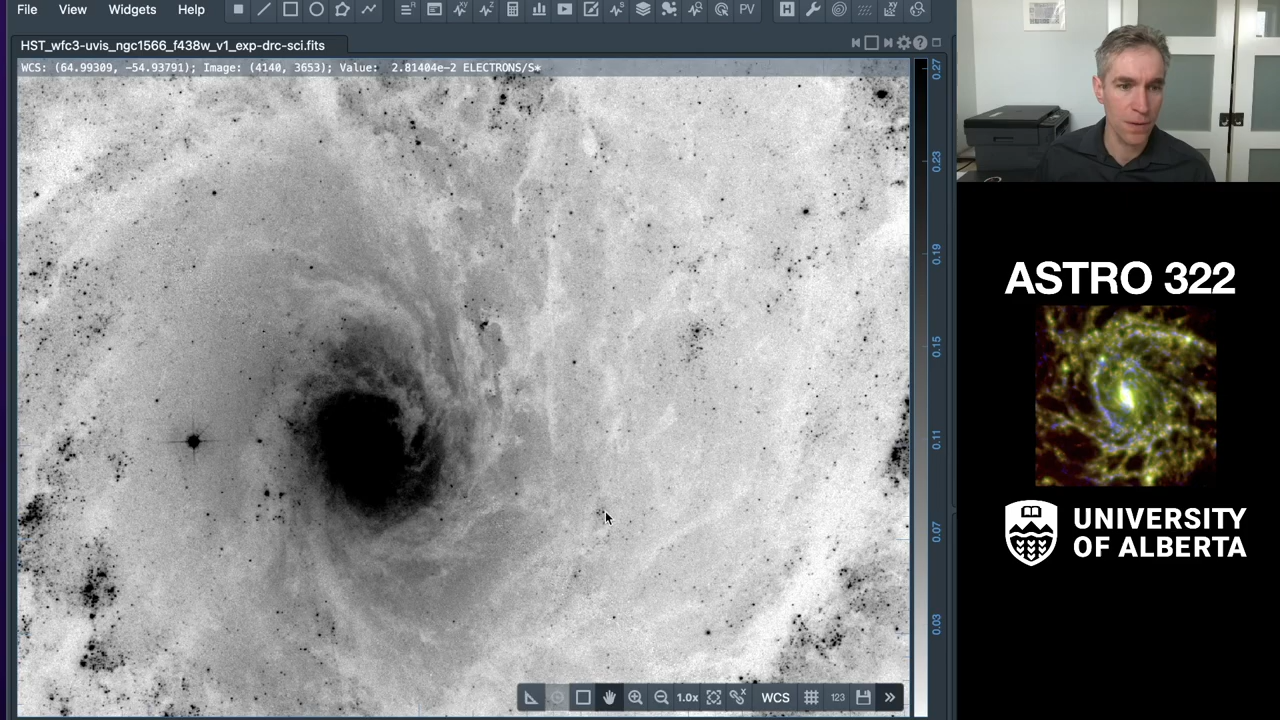 File View Widgets Help
PV
HST_wfc3-uvis_ngc1566_f438w_v1_exp-drc-sci.fits
WCS: (64.99309, -54.93791); Image: (4140, 3653); Value: 2.81404e-2 ELECTRONS/S*
0.27
0.23
0.19
0.15
0.11
0.07
0.03
1.0x WCS 123
ASTRO 322
UNIVERSITY
OF ALBERTA